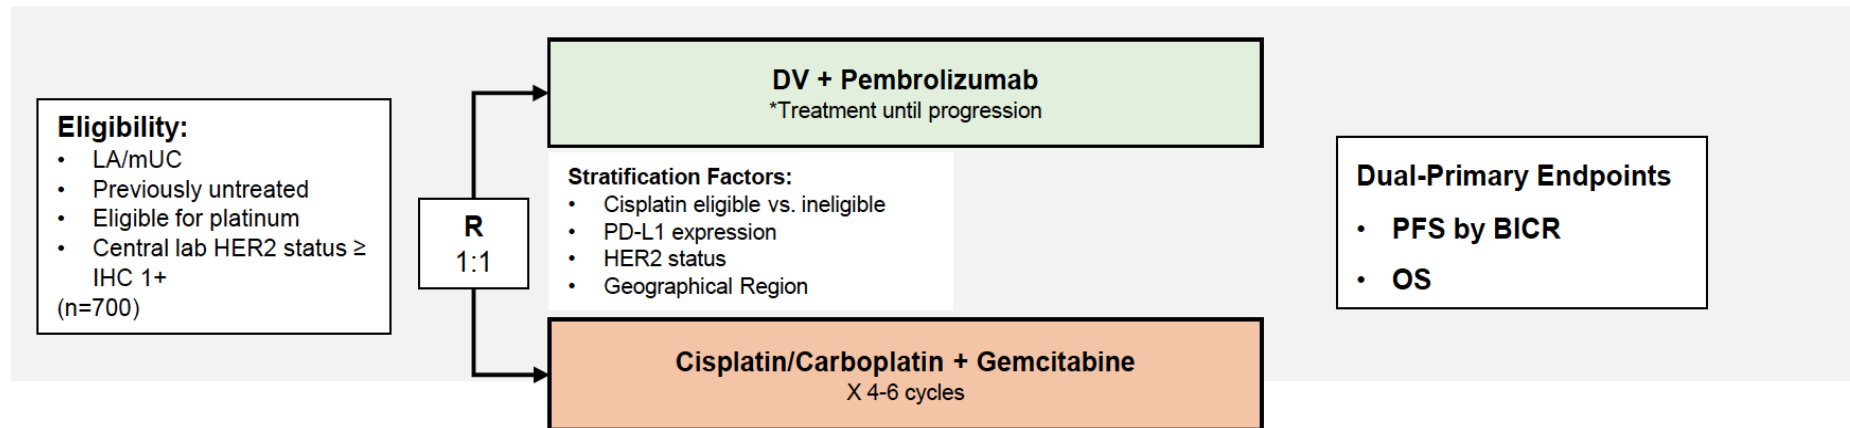 Eligibility:
• LA/mUC
• Previously untreated
• Eligible for platinum
• Central lab HER2 status ≥
IHC 1+
(n=700)
R
1:1
DV + Pembrolizumab
*Treatment until progression
Stratification Factors:
• Cisplatin eligible vs. ineligible
• PD-L1 expression
• HER2 status
• Geographical Region
Cisplatin/Carboplatin + Gemcitabine
X 4-6 cycles
Dual-Primary Endpoints
• PFS by BICR
• OS